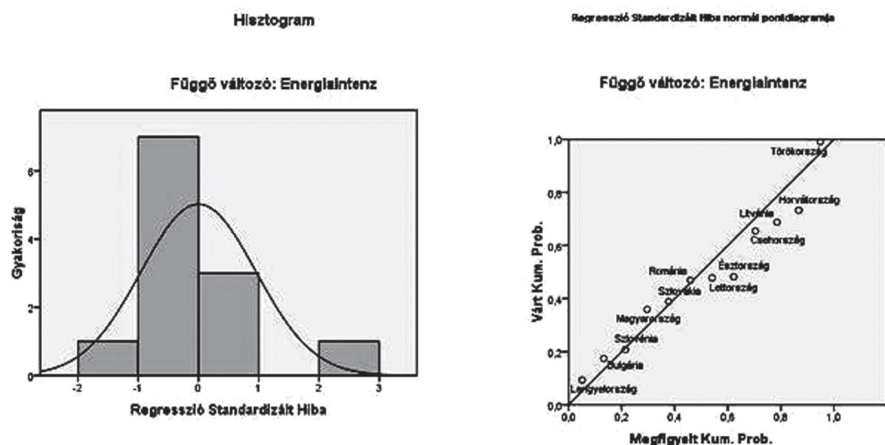 Hisztogram
Függő változó: Energiaintenz
Gyakoriság
6
4
2
0
-2 -1 0 1 2 3
Regresszió Standardizált Hiba
Regresszió Standardizált Hiba normál pontdiagramja
Függő változó: Energiaintenz
Várt Kum. Prob.
1,0
0,8
0,6
0,4
0,2
0,0
Törökország
Horvátország
Litvánia
Csehország
Észtország
Románia
Lettország
Szlovákia
Magyarország
Szlovénia
Bulgária
Lengyelország
0,0 0,2 0,4 0,6 0,8 1,0
Megfigyelt Kum. Prob.